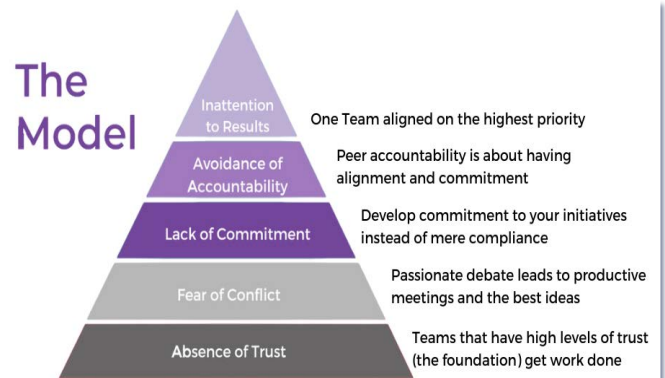 The
Model
Inattention
to Results
One Team aligned on the highest priority
Avoidance of
Accountability
Peer accountability is about having
alignment and commitment
Lack of Commitment
Develop commitment to your initiatives
instead of mere compliance
Fear of Conflict
Passionate debate leads to productive
meetings and the best ideas
Absence of Trust
Teams that have high levels of trust
(the foundation) get work done